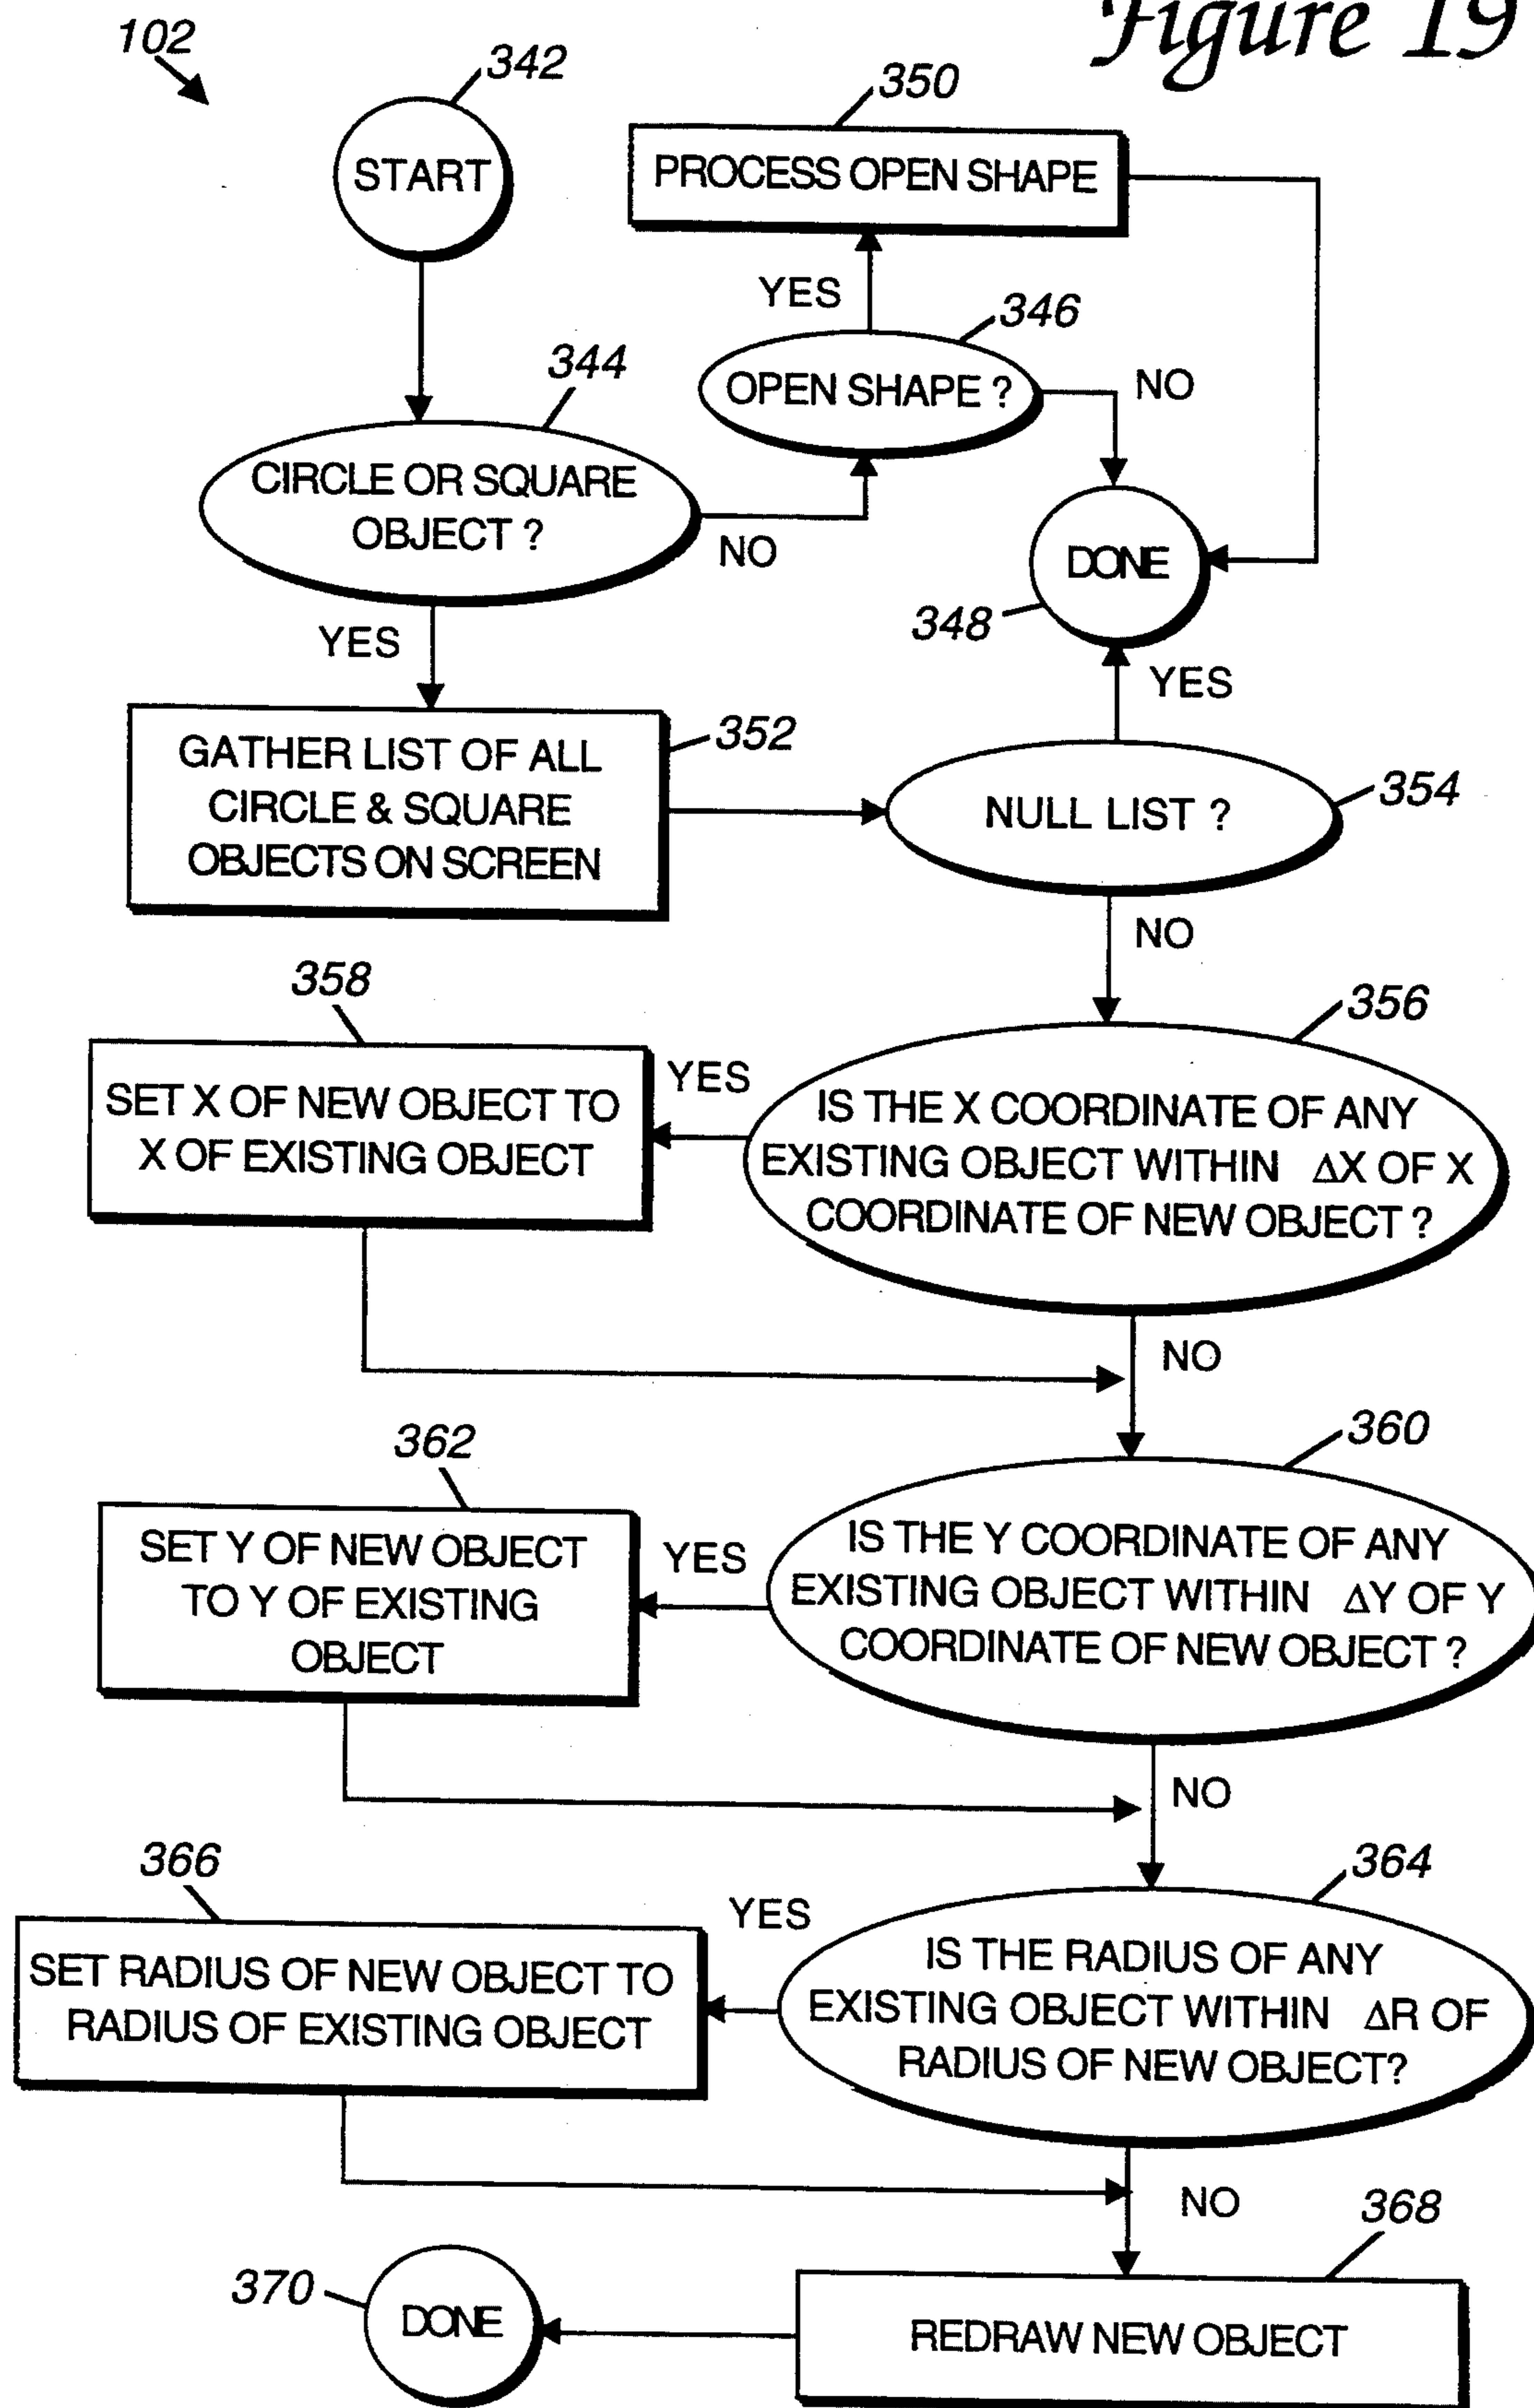 Figure 19
102
342
START
350
PROCESS OPEN SHAPE
YES
346
OPEN SHAPE ?
NO
344
CIRCLE OR SQUARE
OBJECT ?
NO
DONE
348
YES
YES
352
GATHER LIST OF ALL
CIRCLE & SQUARE
OBJECTS ON SCREEN
354
NULL LIST ?
NO
358
SET X OF NEW OBJECT TO
X OF EXISTING OBJECT
YES
356
IS THE X COORDINATE OF ANY
EXISTING OBJECT WITHIN ΔX OF X
COORDINATE OF NEW OBJECT ?
NO
362
SET Y OF NEW OBJECT
TO Y OF EXISTING
OBJECT
YES
360
IS THE Y COORDINATE OF ANY
EXISTING OBJECT WITHIN ΔY OF Y
COORDINATE OF NEW OBJECT ?
NO
366
SET RADIUS OF NEW OBJECT TO
RADIUS OF EXISTING OBJECT
YES
364
IS THE RADIUS OF ANY
EXISTING OBJECT WITHIN ΔR OF
RADIUS OF NEW OBJECT?
NO
368
REDRAW NEW OBJECT
370
DONE